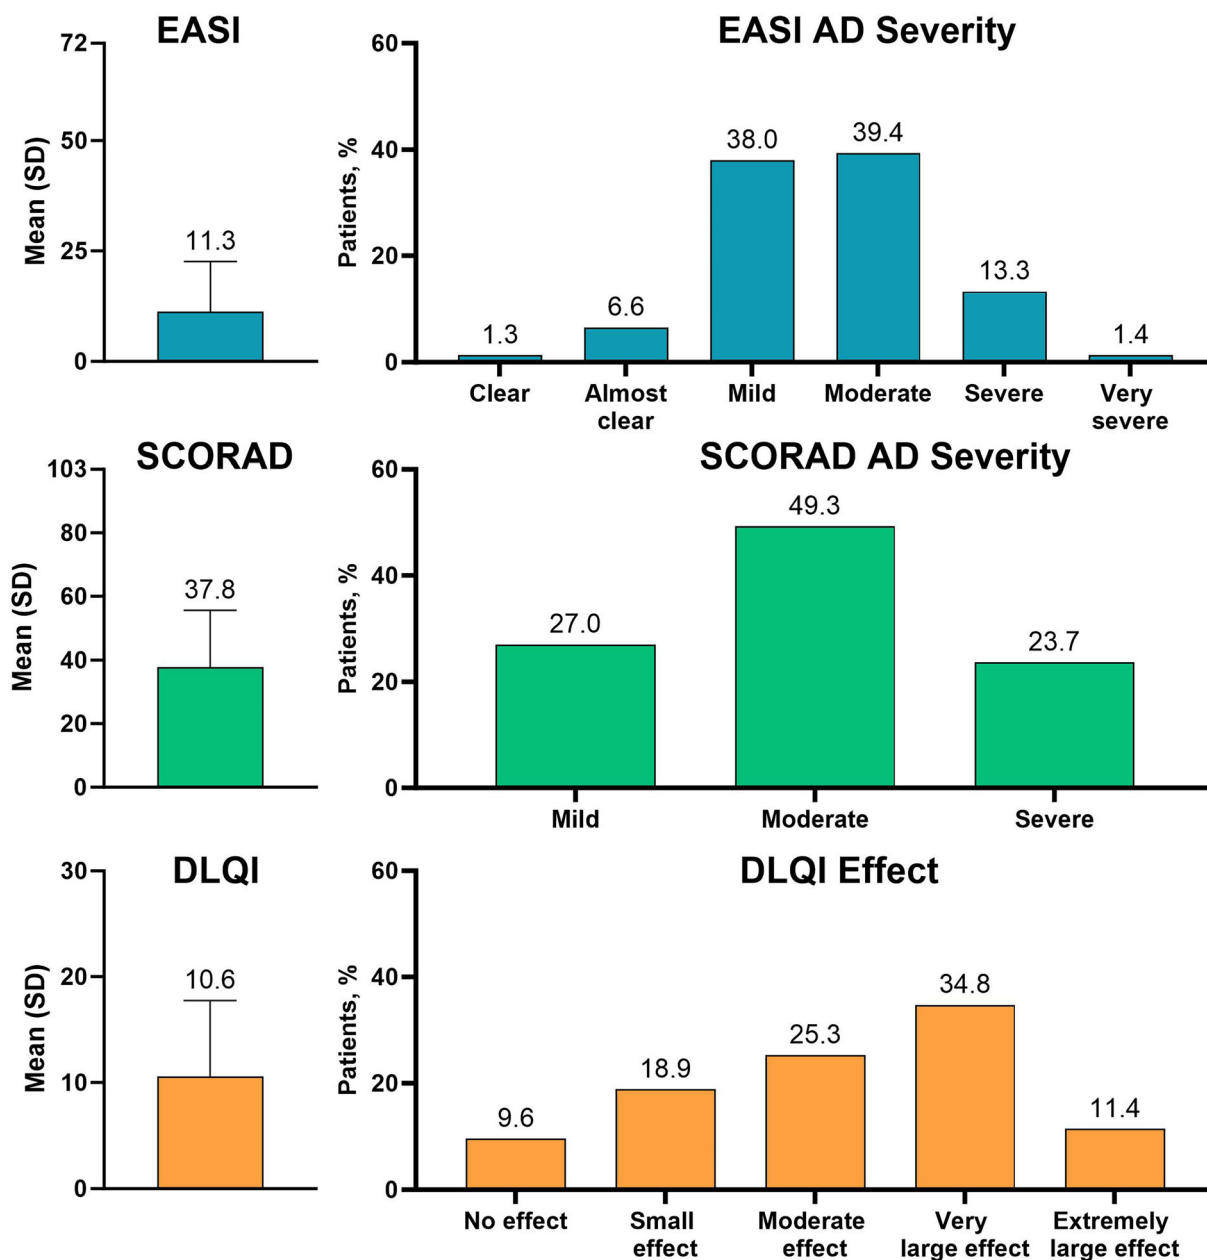 EASI
72
50
25
0
Mean (SD)
11.3
EASI AD Severity
60
40
20
0
Patients, %
1.3
6.6
38.0
39.4
13.3
1.4
Clear
Almost
clear
Mild
Moderate
Severe
Very
severe
SCORAD
103
80
60
40
20
0
Mean (SD)
37.8
SCORAD AD Severity
60
40
20
0
Patients, %
27.0
49.3
23.7
Mild
Moderate
Severe
DLQI
30
20
10
0
Mean (SD)
10.6
DLQI Effect
60
40
20
0
Patients, %
9.6
18.9
25.3
34.8
11.4
No effect
Small
effect
Moderate
effect
Very
large effect
Extremely
large effect